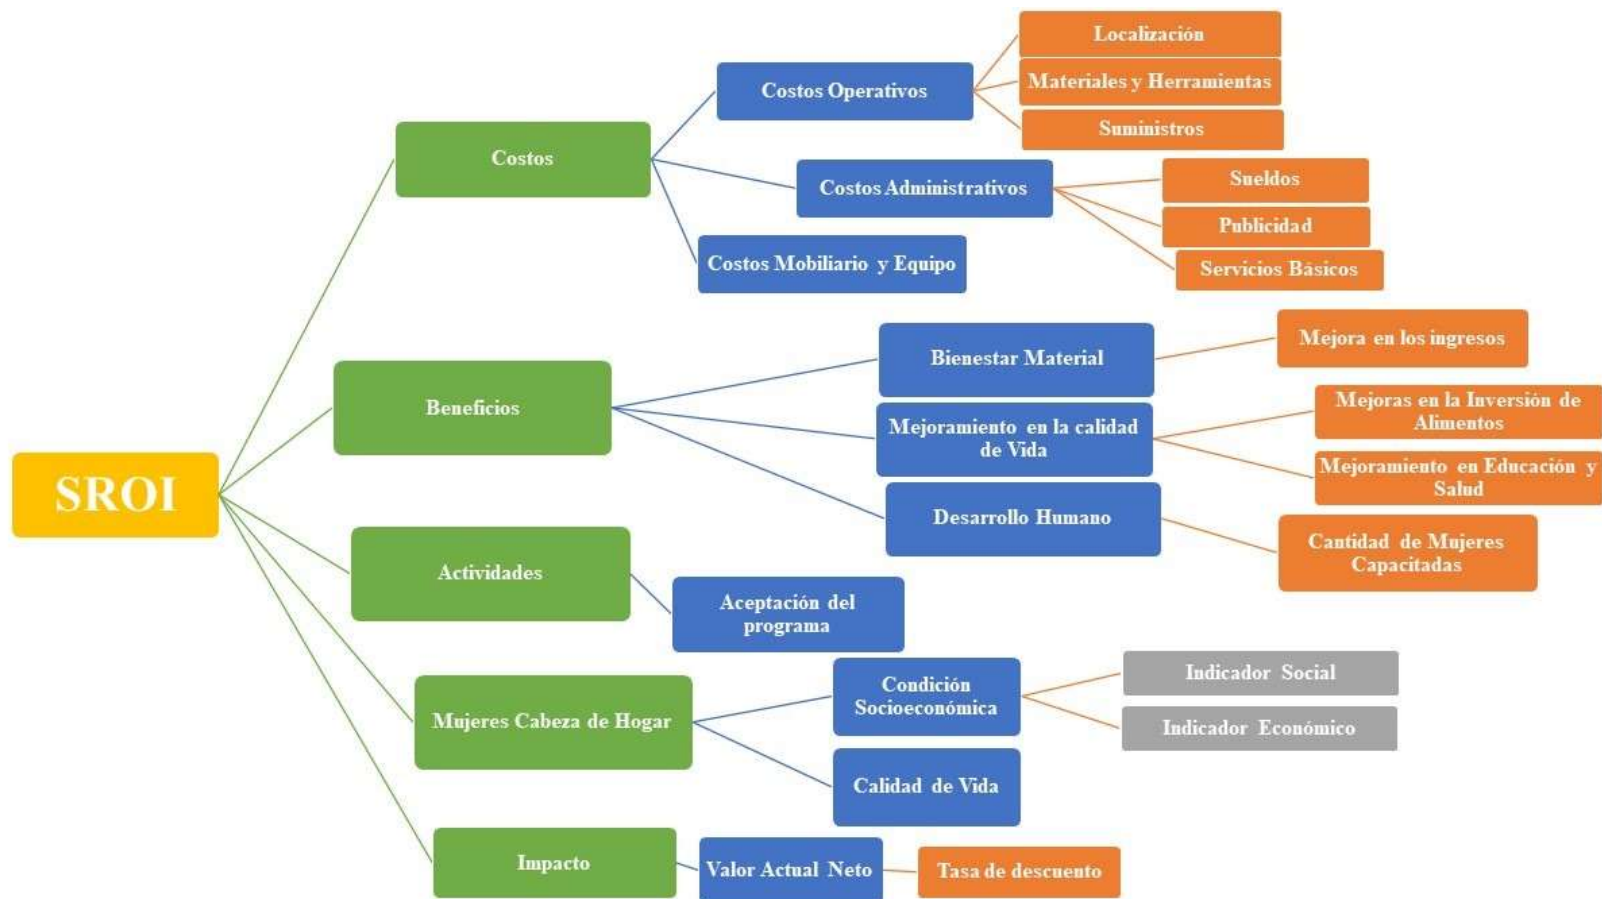 SROI
Costos
Costos Operativos
Localización
Materiales y Herramientas
Suministros
Costos Administrativos
Sueldos
Publicidad
Servicios Básicos
Costos Mobiliario y Equipo
Beneficios
Bienestar Material
Mejora en los ingresos
Mejoramiento en la calidad
de Vida
Mejoras en la Inversión de
Alimentos
Mejoramiento en Educación y
Salud
Desarrollo Humano
Cantidad de Mujeres
Capacitadas
Actividades
Aceptación del
programa
Mujeres Cabeza de Hogar
Condición
Socioeconómica
Indicador Social
Indicador Económico
Calidad de Vida
Impacto
Valor Actual Neto
Tasa de descuento